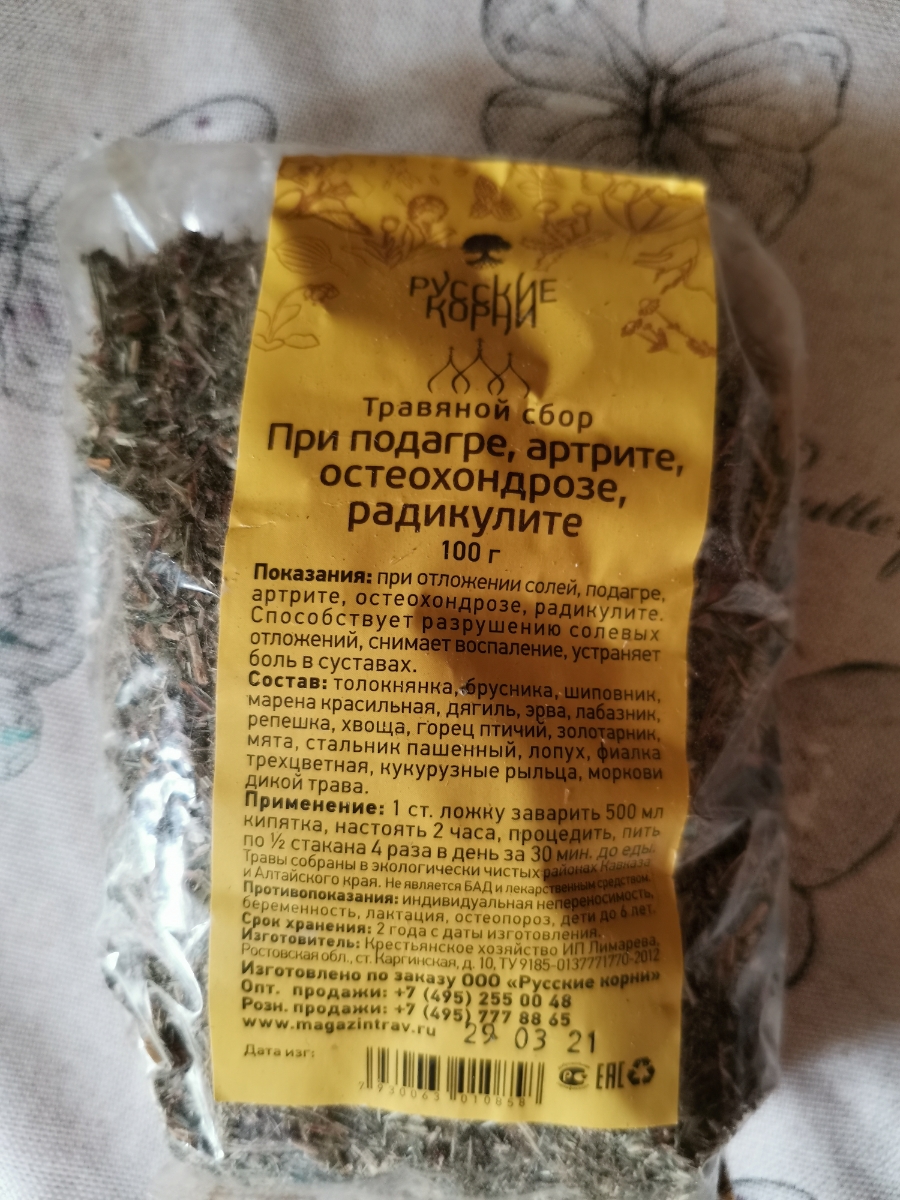 РУССКИЕ
КОРНИ
Травяной сбор
При подагре, артрите,
остеохондрозе,
радикулите
100 г
Показания: при отложении солей, подагре,
артрите, остеохондрозе, радикулите.
Способствует разрушению солевых
отложений, снимает воспаление, устраняет
боль в суставах.
Состав: толокнянка, брусника, шиповник,
марена красильная, дягиль, эрва, лабазник,
репешка, хвоща, горец птичий, золотарник,
мята, стальник пашенный, лопух, фиалка
трехцветная, кукурузные рыльца, моркови
дикой трава.
Применение: 1 ст. ложку заварить 500 мл
кипятка, настоять 2 часа, процедить, пить
по ½ стакана 4 раза в день за 30 мин. до еды.
Травы собраны в экологически чистых районах Кавказа
и Алтайского края. Не является БАД и лекарственным средством.
Противопоказания: индивидуальная непереносимость,
беременность, лактация, остеопороз, дети до 6 лет.
Срок хранения: 2 года с даты изготовления.
Изготовитель: Крестьянское хозяйство ИП Пимарева,
Ростовская обл., ст. Каргинская, д. 10, ТУ 9185-0137771770-2012
Изготовлено по заказу ООО «Русские корни»
Опт. продажи: +7 (495) 255 00 48
Розн. продажи: +7 (495) 777 88 65
www.magazintrav.ru
29 03 21
Дата изг:
7 930063 010868
РС ЕАС